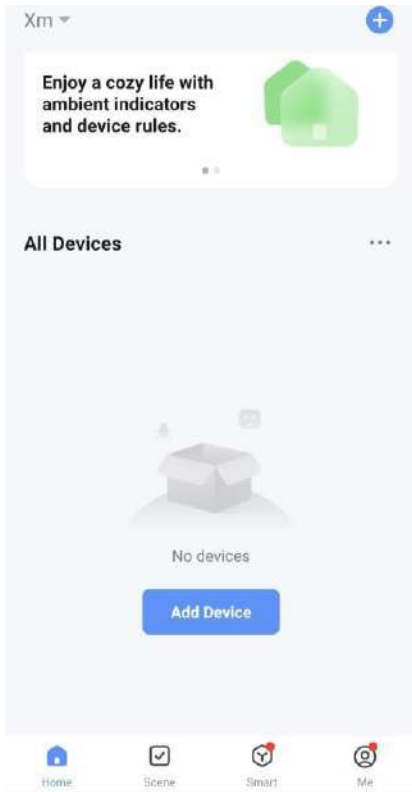 Xm
Enjoy a cozy life with
ambient indicators
and device rules.
All Devices
No devices
Add Device
Home
Scene
Smart
Me